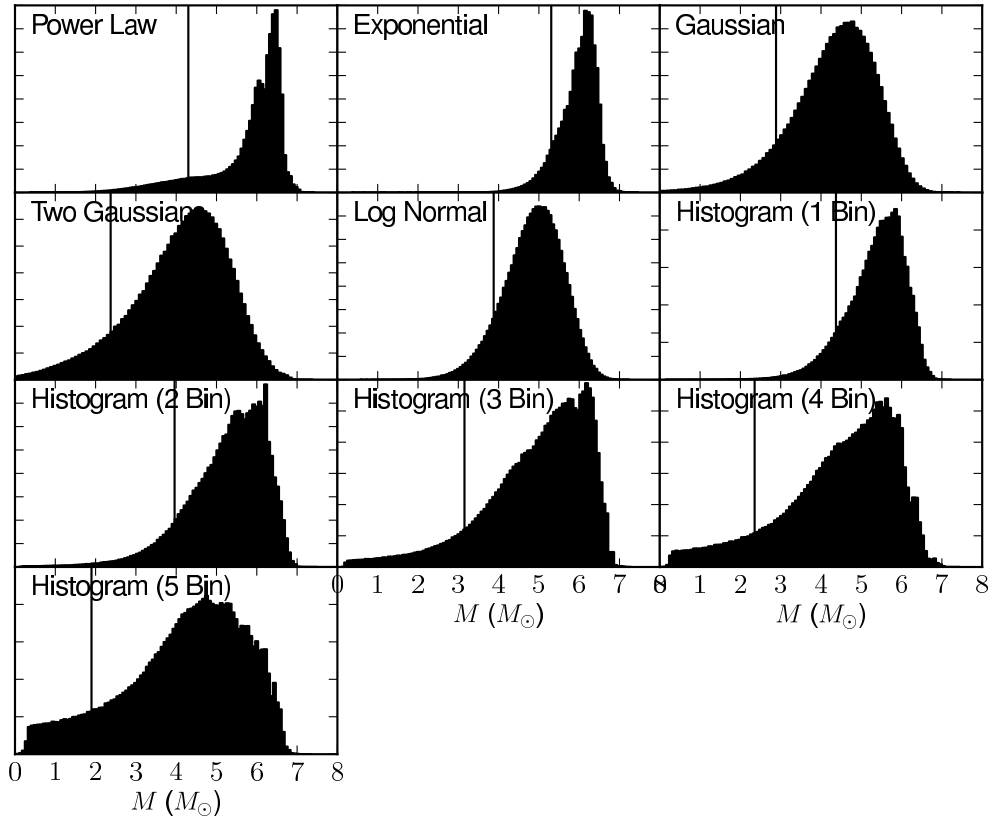 Power Law
Exponential
Gaussian
Two Gaussian
Log Normal
Histogram (1 Bin)
Histogram (2 Bin)
Histogram (3 Bin)
Histogram (4 Bin)
1 2 3 4 5 6 7 8
M (M⊙)
0 1 2 3 4 5 6 7 8
M (M⊙)
Histogram (5 Bin)
0 1 2 3 4 5 6 7 8
M (M⊙)